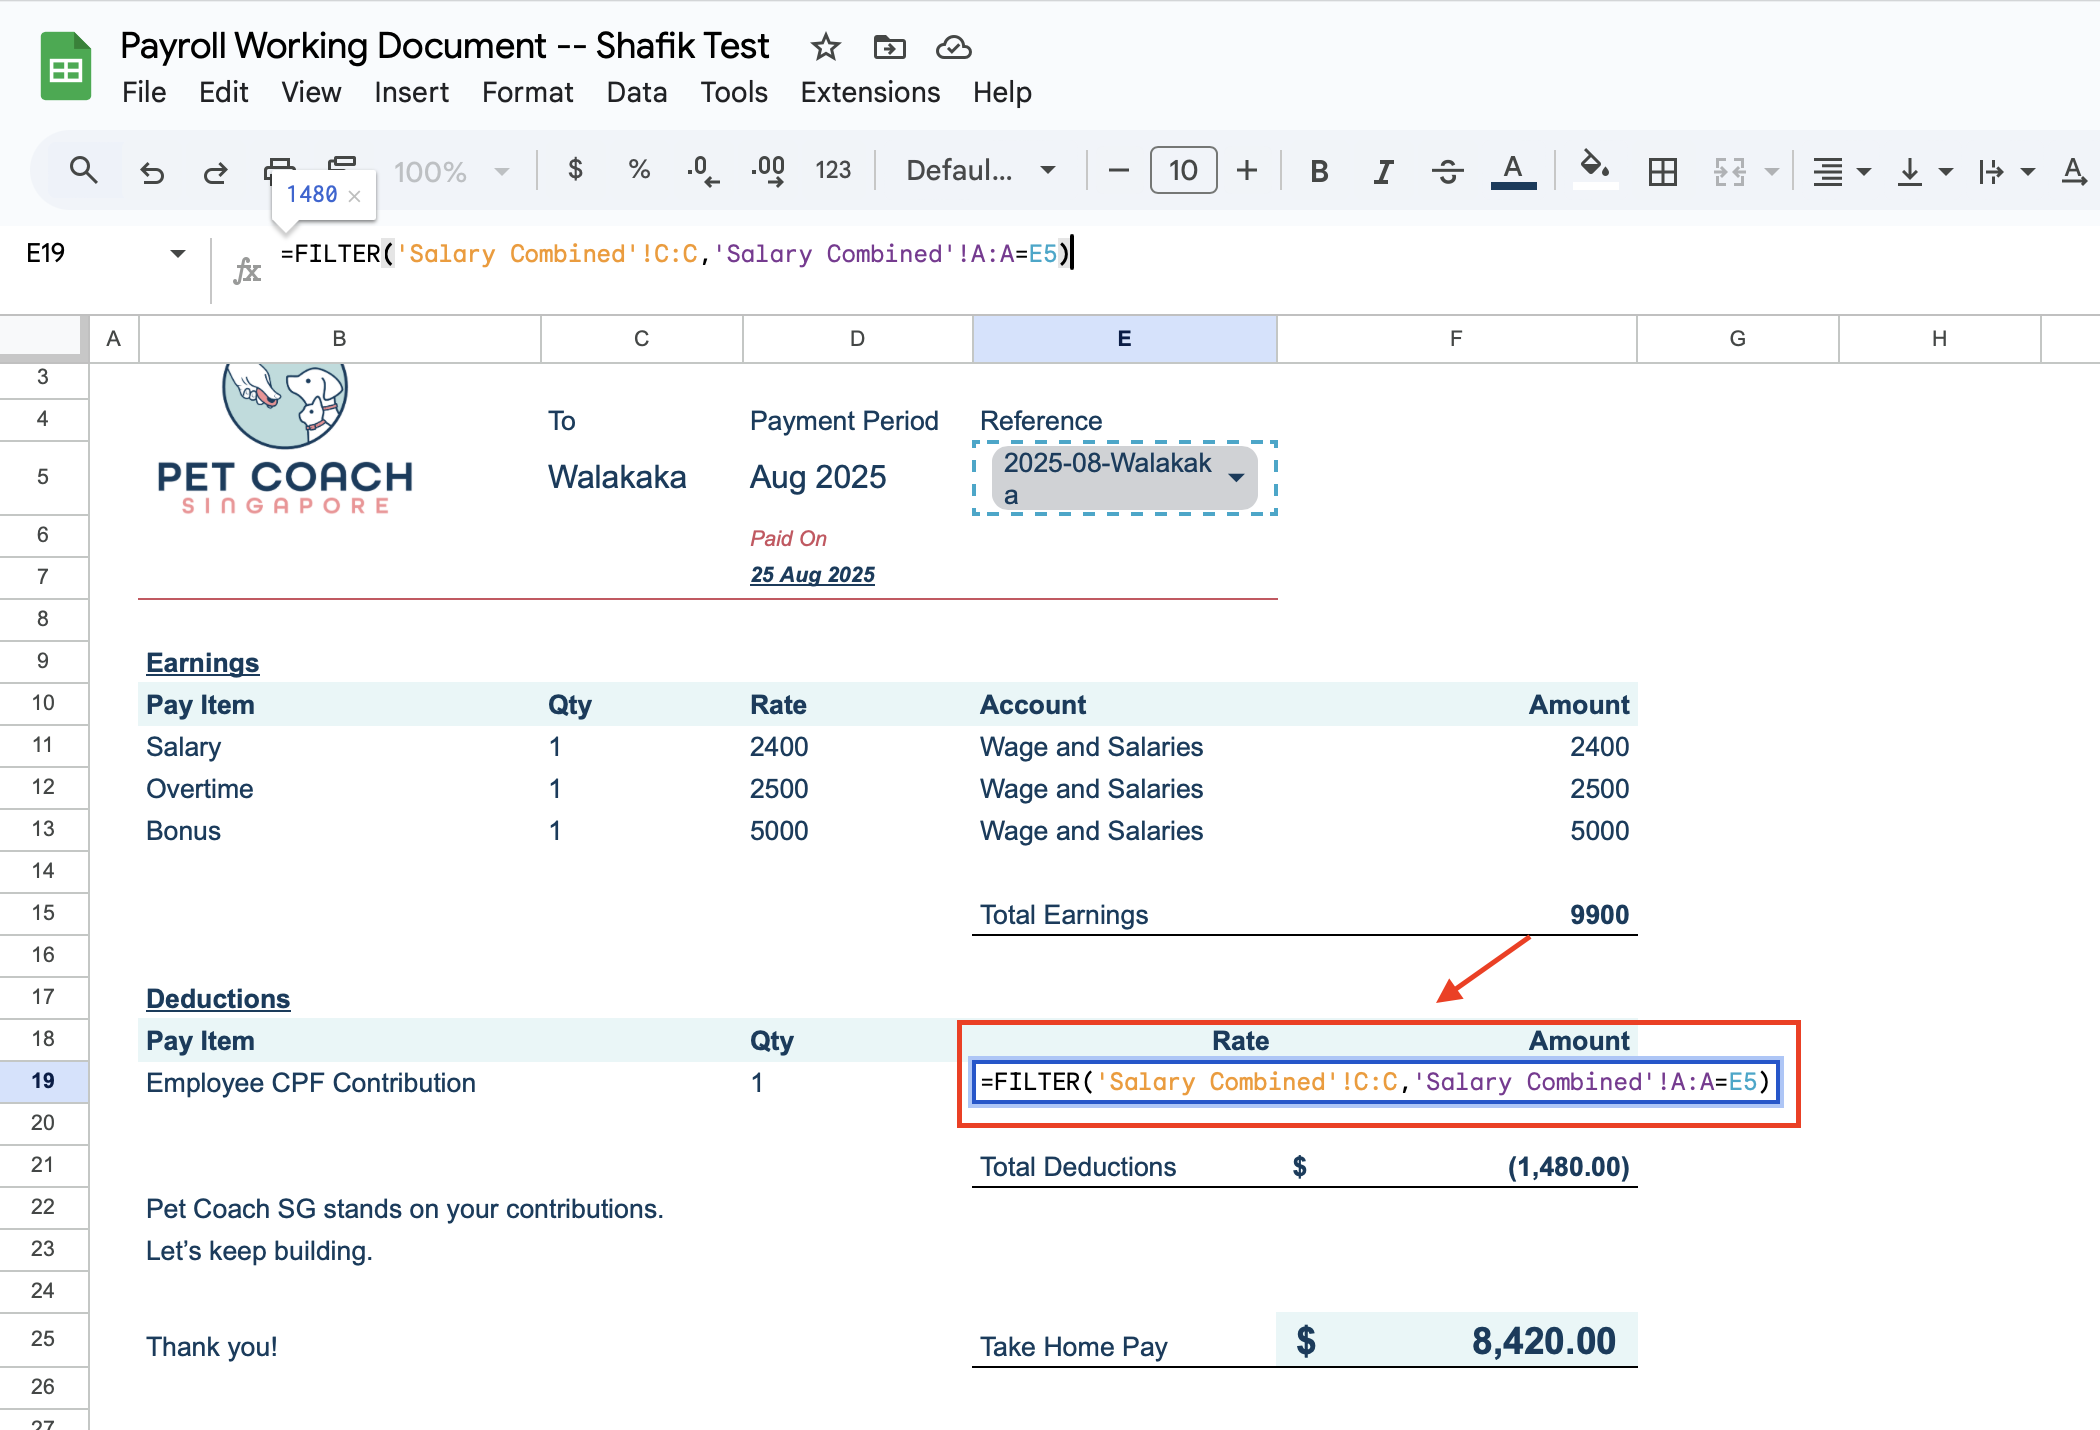 Payroll Working Document -- Shafik Test
File Edit View Insert Format Data Tools Extensions Help
100% $ % .0 .00 123 Defaul... 10 B I A A
1480
E19 fx =FILTER('Salary Combined'!C:C,'Salary Combined'!A:A=E5)
A B C D E F G H
3
4 To Payment Period Reference
PET COACH
SINGAPORE
5 Walakaka Aug 2025 2025-08-Walakak
a
6 Paid On
7 25 Aug 2025
8
9 Earnings
10 Pay Item Qty Rate Account Amount
11 Salary 1 2400 Wage and Salaries 2400
12 Overtime 1 2500 Wage and Salaries 2500
13 Bonus 1 5000 Wage and Salaries 5000
14
15 Total Earnings 9900
16
17 Deductions
18 Pay Item Qty Rate Amount
19 Employee CPF Contribution 1 =FILTER('Salary Combined'!C:C,'Salary Combined'!A:A=E5)
20
21 Total Deductions $ (1,480.00)
22 Pet Coach SG stands on your contributions.
23 Let’s keep building.
24
25 Thank you! Take Home Pay $ 8,420.00
26
27